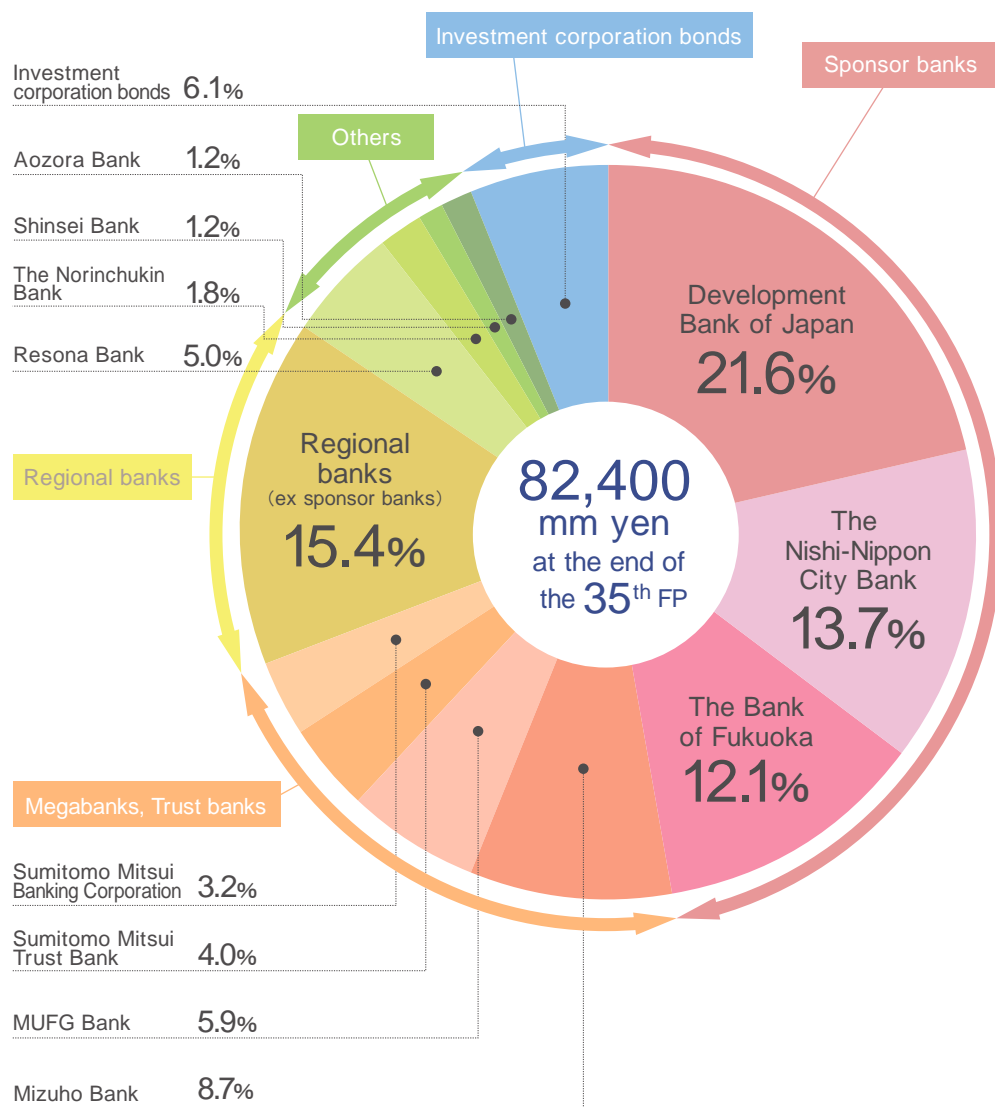 Investment corporation bonds
Sponsor banks
Investment
corporation bonds 6.1%
Others
Aozora Bank 1.2%
Shinsei Bank 1.2%
The Norinchukin
Bank 1.8%
Resona Bank 5.0%
Regional banks
Development
Bank of Japan
21.6%
Regional
banks
(ex sponsor banks)
15.4%
82,400
mm yen
at the end of
the 35th FP
The
Nishi-Nippon
City Bank
13.7%
The Bank
of Fukuoka
12.1%
Megabanks, Trust banks
Sumitomo Mitsui
Banking Corporation 3.2%
Sumitomo Mitsui
Trust Bank 4.0%
MUFG Bank 5.9%
Mizuho Bank 8.7%